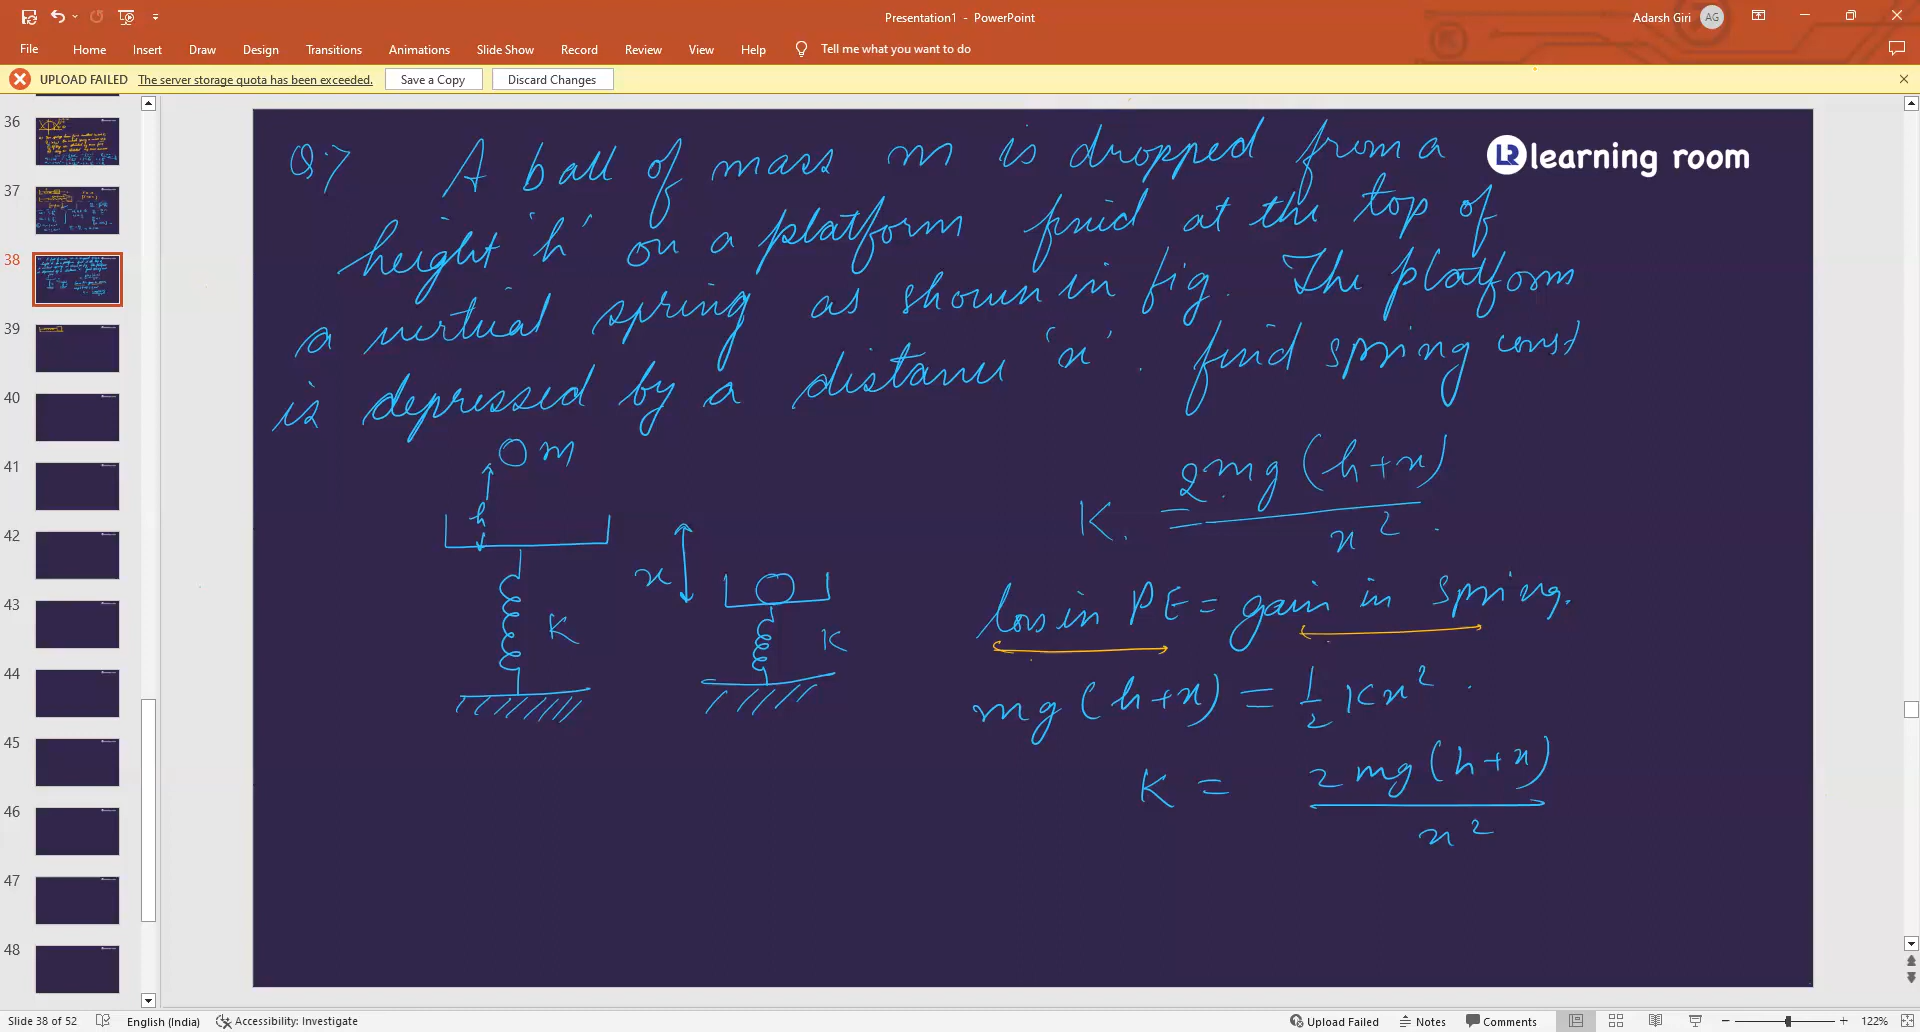 Presentation1 - PowerPoint
Adarsh Giri AG
File Home Insert Draw Design Transitions Animations Slide Show Record Review View Help Tell me what you want to do
UPLOAD FAILED The server storage quota has been exceeded. Save a Copy Discard Changes
36
37
38
39
40
41
42
43
44
45
46
47
48
LR learning room
Q.7 A ball of mass m is dropped from a
height 'h' on a platform fixed at the top of
a vertical spring as shown in fig. The platform
is depressed by a distance 'x'. find spring const
m
h
K
x
K
K. = 2mg(h+x)
x²
loss in PE = gain in spring.
mg (h+x) = 1/2 Kx².
K = 2mg(h+x)
x²
Slide 38 of 52 English (India) Accessibility: Investigate Upload Failed Notes Comments 122%